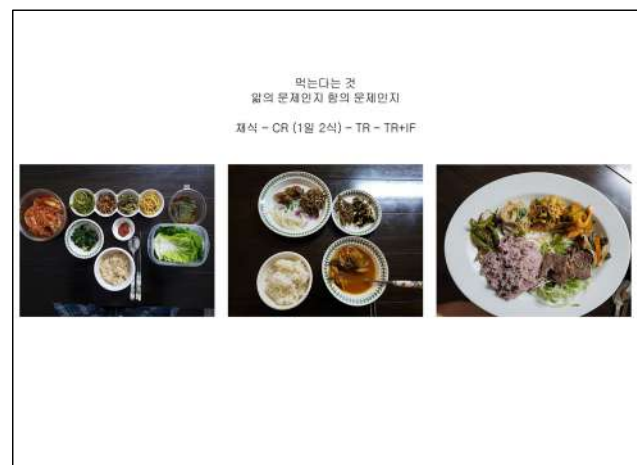 먹는다는 것
앎의 문제인지 함의 문제인지
채식 – CR (1일 2식) – TR – TR+IF